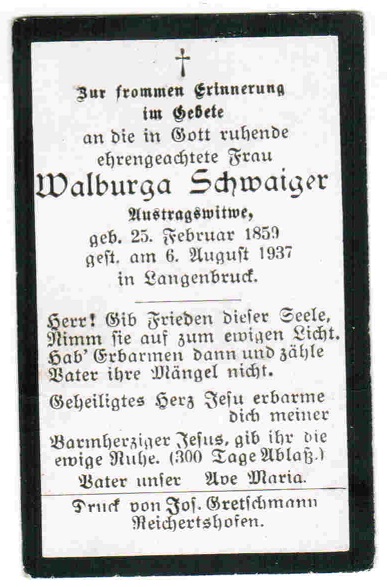 Zur frommen Erinnerung
im Gebete
an die in Gott ruhende
ehrengeachtete Frau
Walburga Schwaiger
Austragswitwe,
geb. 25. Februar 1859
gest. am 6. August 1937
in Langenbruck.
Herr! Gib Frieden dieser Seele,
Nimm sie auf zum ewigen Licht.
Hab' Erbarmen dann und zähle
Vater ihre Mängel nicht.
Geheiligtes Herz Jesu erbarme
dich meiner
Barmherziger Jesus, gib ihr die
ewige Ruhe. (300 Tage Ablaß.)
Vater unser Ave Maria.
Druck von Jos. Gretschmann
Reichertshofen.